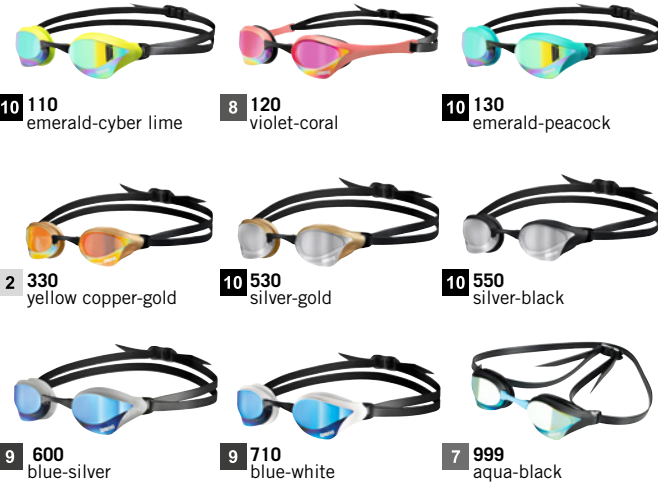 10 110
emerald-cyber lime
8 120
violet-coral
10 130
emerald-peacock
2 330
yellow copper-gold
10 530
silver-gold
10 550
silver-black
9 600
blue-silver
9 710
blue-white
7 999
aqua-black